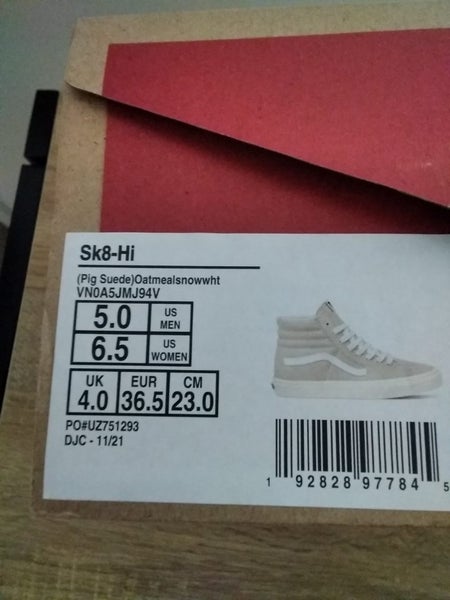 Sk8-Hi
(Pig Suede)Oatmealsnowwht
VN0A5JMJ94V
5.0 US MEN
6.5 US WOMEN
UK 4.0 EUR 36.5 CM 23.0
PO#UZ751293
DJC - 11/21
1 92828 97784 5